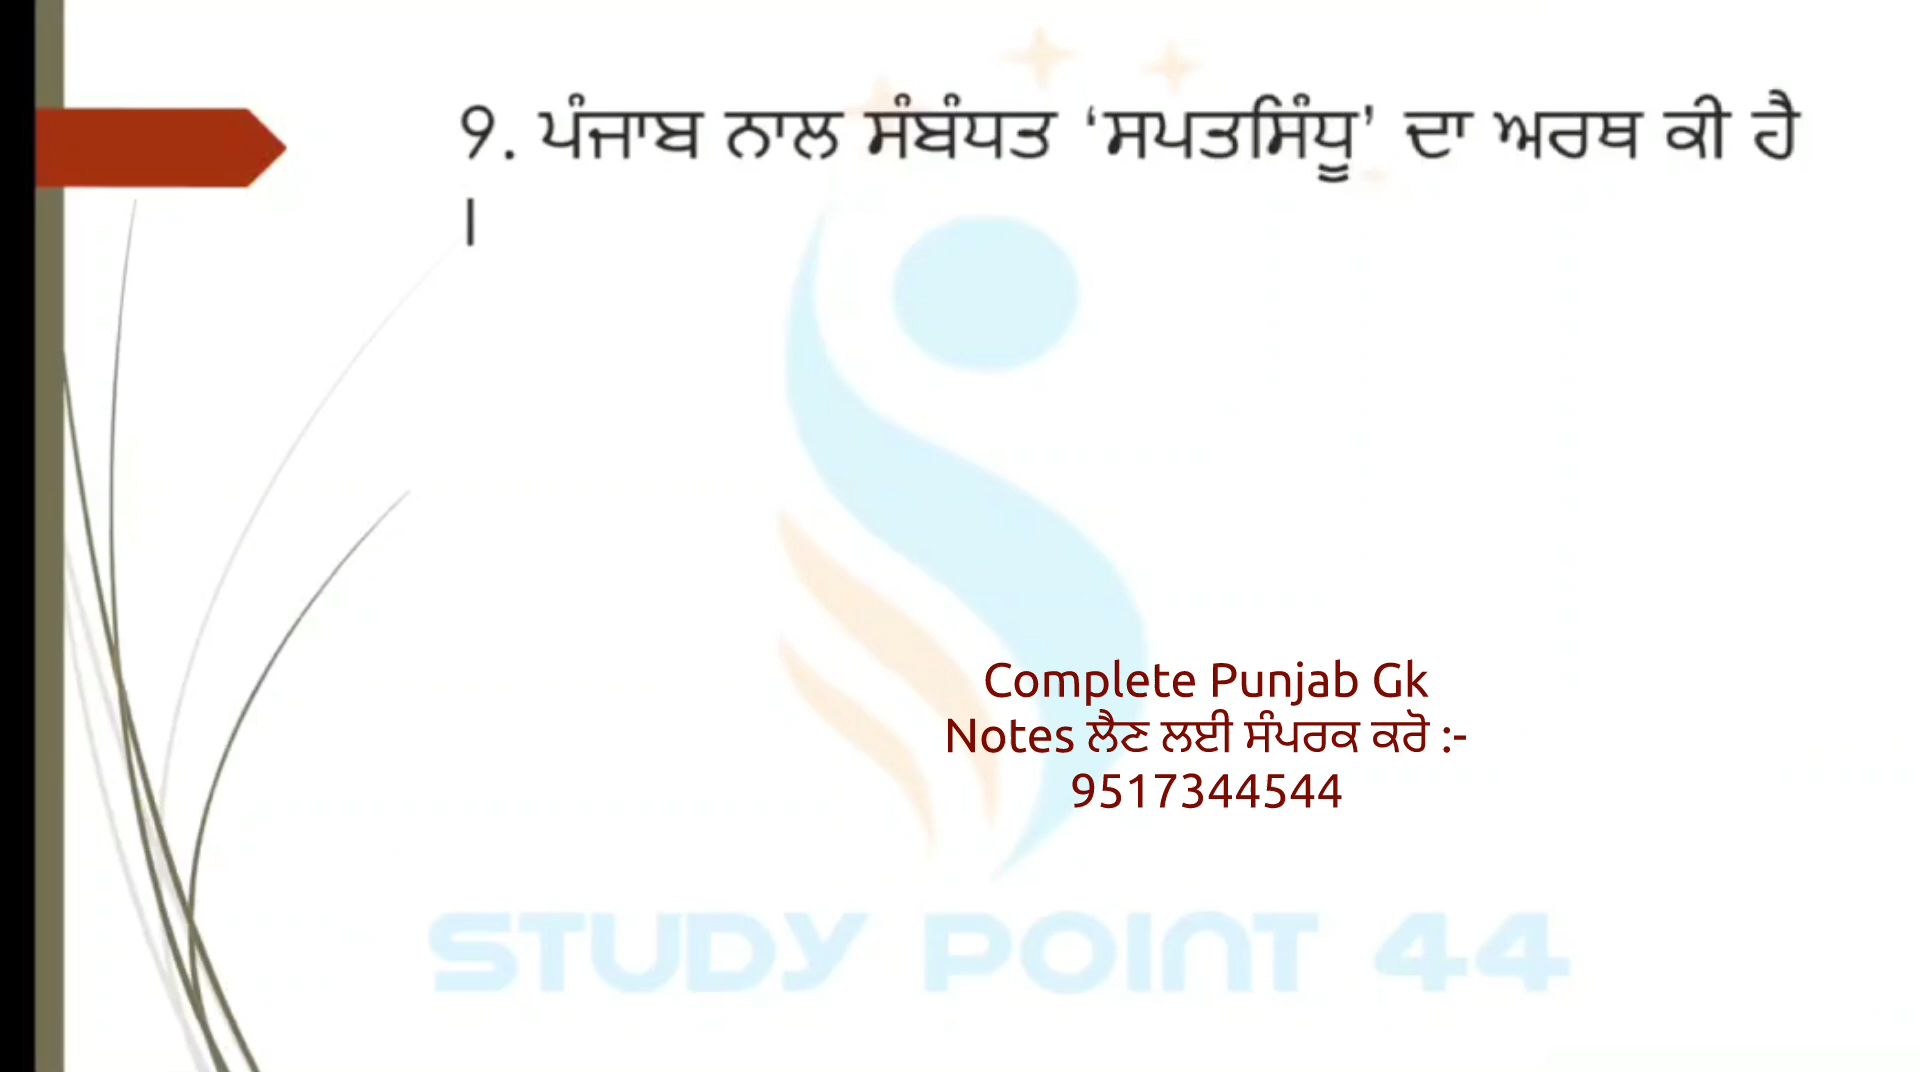 9. ਪੰਜਾਬ ਨਾਲ ਸੰਬੰਧਤ ‘ਸਪਤਸਿੰਧੂ’ ਦਾ ਅਰਥ ਕੀ ਹੈ
।
Complete Punjab Gk
Notes ਲੈਣ ਲਈ ਸੰਪਰਕ ਕਰੋ :-
9517344544
STUDY POINT 44